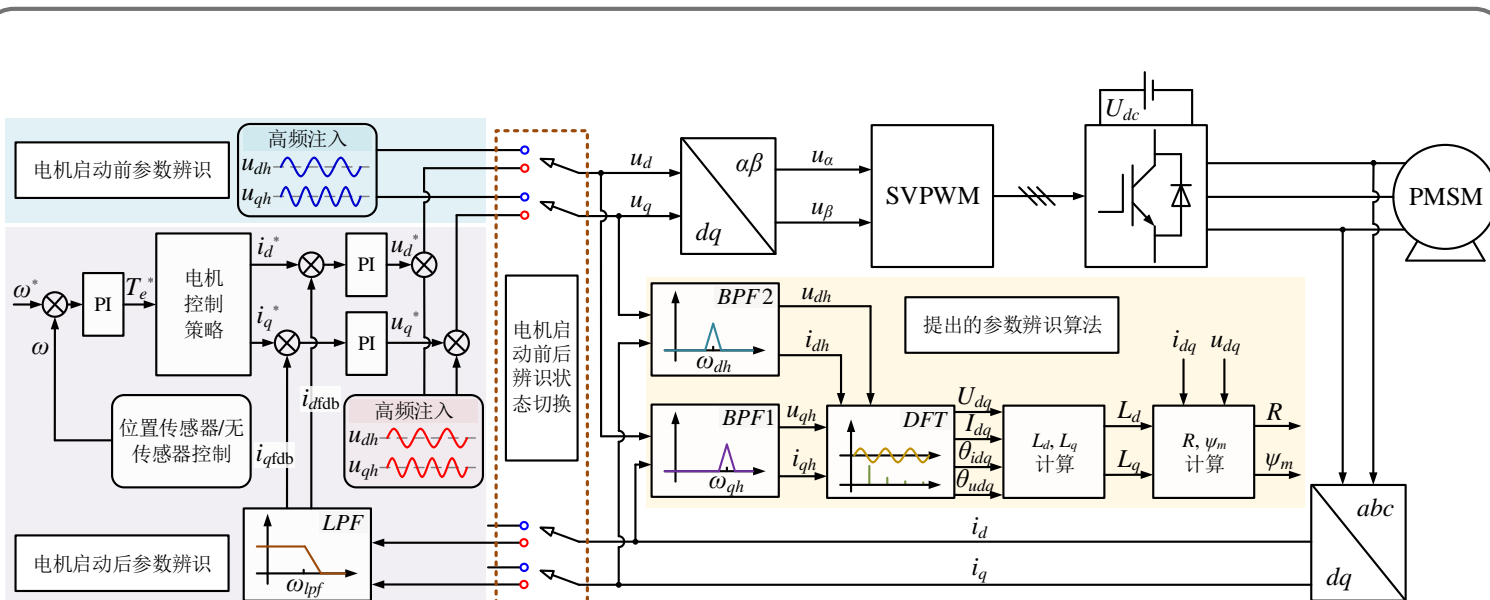 电机启动前参数辨识
高频注入
u_dh
u_qh
ω*
ω
PI
T_e*
电机
控制
策略
i_d*
i_q*
PI
u_d*
PI
u_q*
位置传感器/无
传感器控制
i_qfdb
i_dfdb
高频注入
u_dh
u_qh
电机启动后参数辨识
LPF
ω_lpf
电机启
动前后
辨识状
态切换
u_d
u_q
αβ
dq
u_α
u_β
SVPWM
U_dc
PMSM
BPF2
ω_dh
u_dh
i_dh
提出的参数辨识算法
BPF1
ω_qh
u_qh
i_qh
DFT
U_dq
I_dq
θ_idq
θ_udq
L_d, L_q
计算
L_d
L_q
i_dq
u_dq
R, ψ_m
计算
R
ψ_m
i_d
i_q
abc
dq